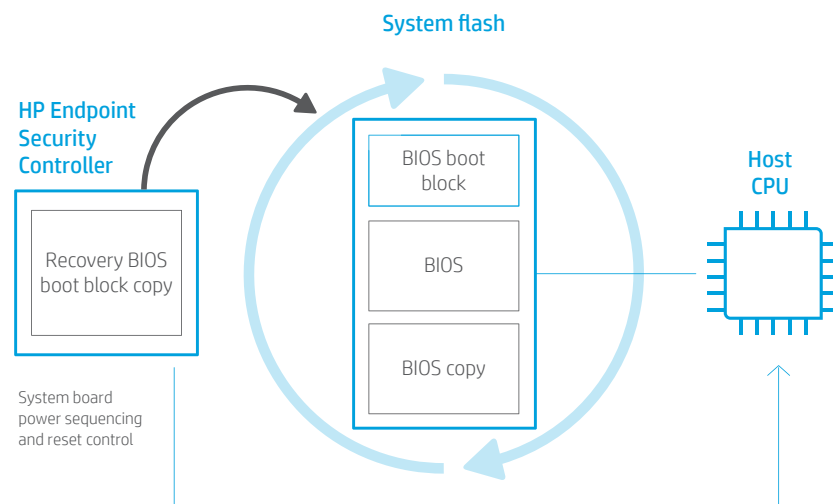 System flash
HP Endpoint
Security
Controller
Recovery BIOS
boot block copy
System board
power sequencing
and reset control
BIOS boot
block
BIOS
BIOS copy
Host
CPU